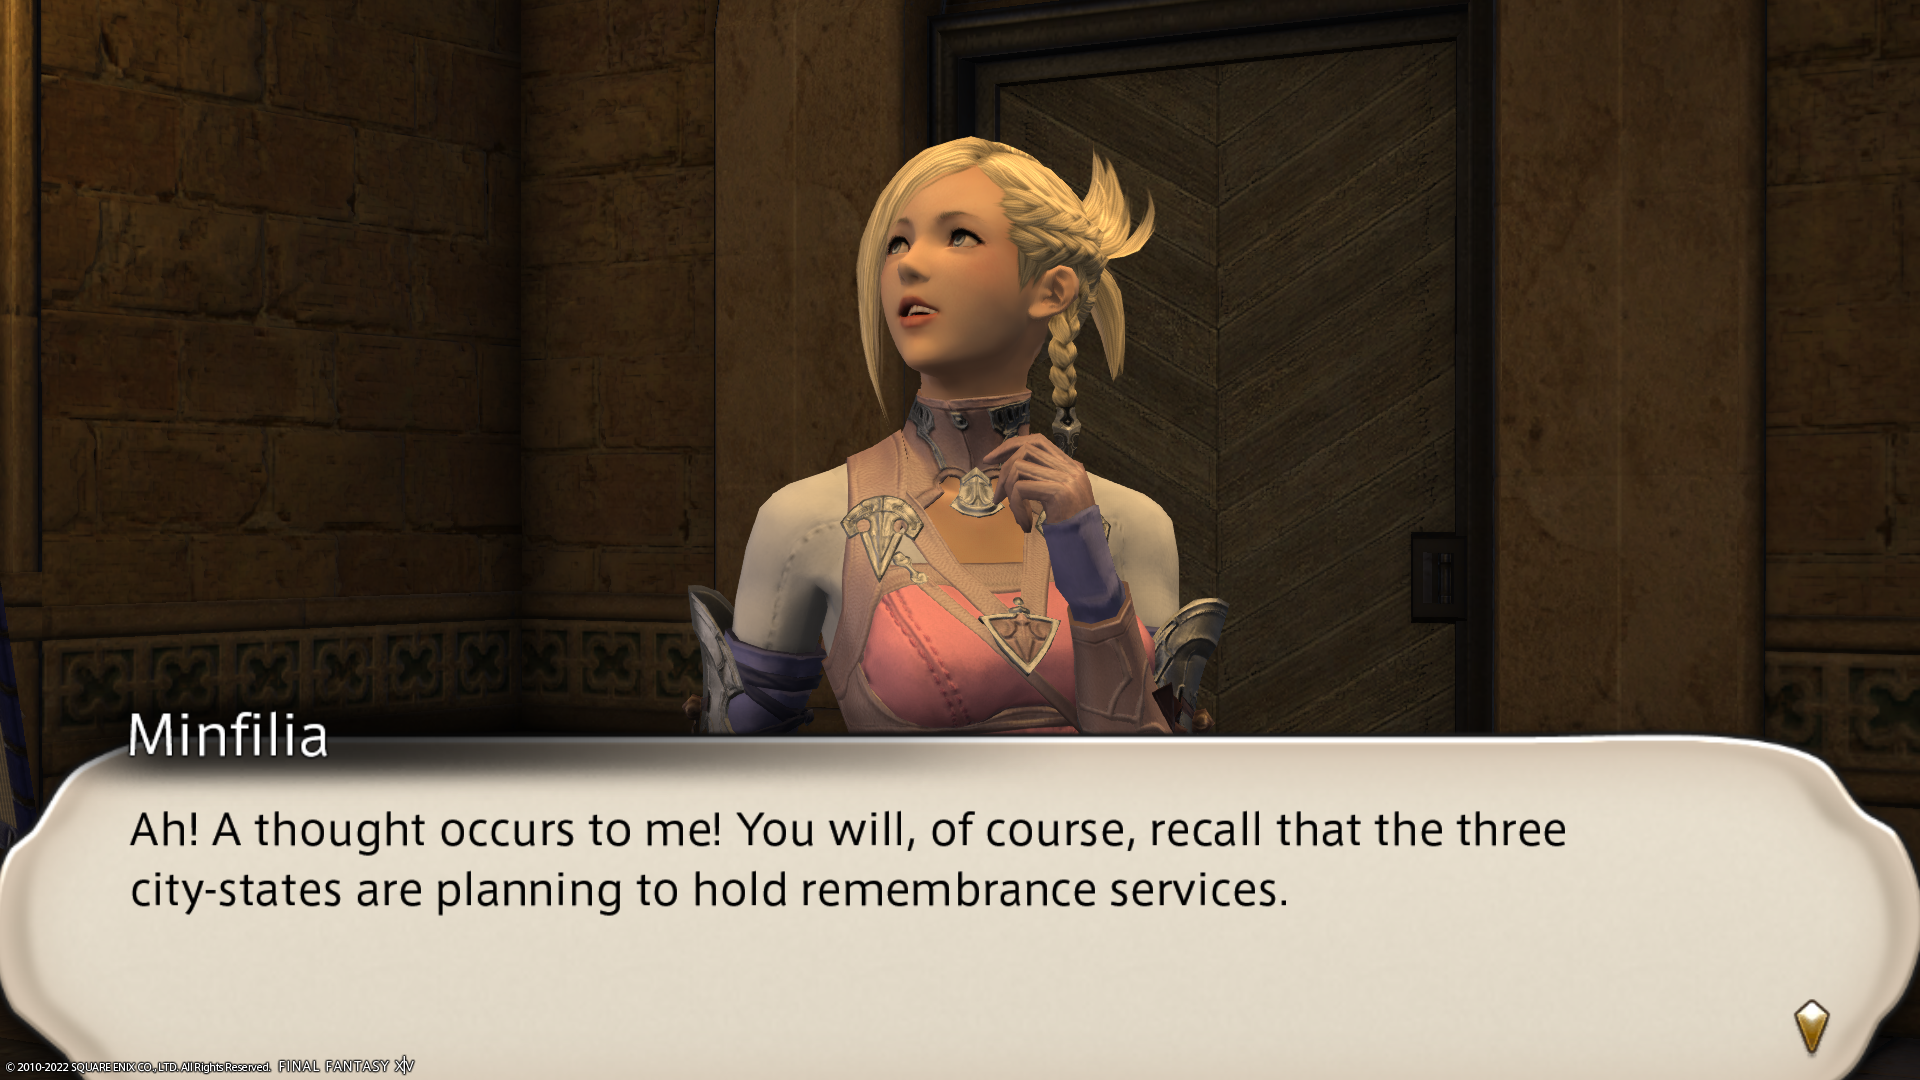 Minfilia
Ah! A thought occurs to me! You will, of course, recall that the three
city-states are planning to hold remembrance services.
© 2010-2022 SQUARE ENIX CO., LTD. All Rights Reserved. FINAL FANTASY XIV